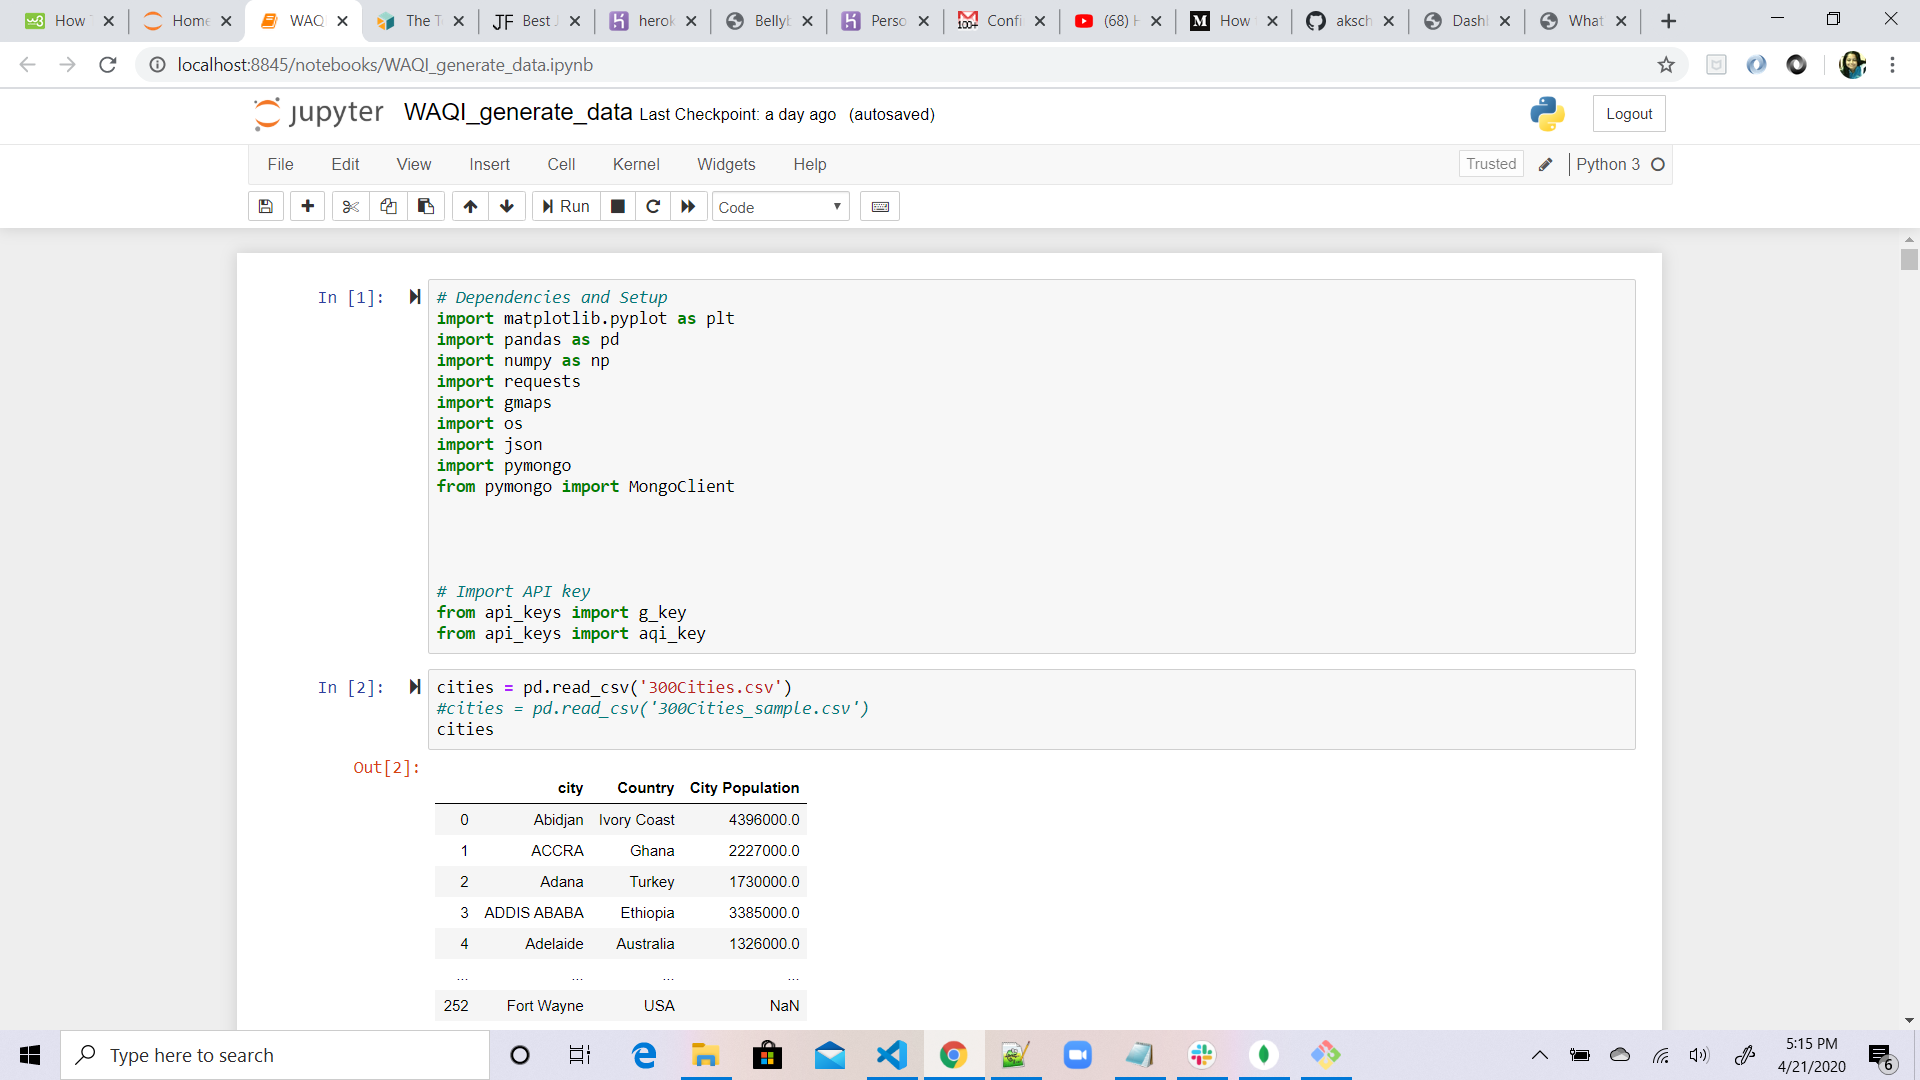 How
Home
WAQ
The T
JF Best J
herok
Belly
Perso
100+ Confi
(68) H
M How
aksch
Dash
What
localhost:8845/notebooks/WAQI_generate_data.ipynb
jupyter WAQI_generate_data Last Checkpoint: a day ago (autosaved)
Logout
File Edit View Insert Cell Kernel Widgets Help
Trusted Python 3
Run Code
In [1]:
# Dependencies and Setup
import matplotlib.pyplot as plt
import pandas as pd
import numpy as np
import requests
import gmaps
import os
import json
import pymongo
from pymongo import MongoClient
# Import API key
from api_keys import g_key
from api_keys import aqi_key
In [2]:
cities = pd.read_csv('300Cities.csv')
#cities = pd.read_csv('300Cities_sample.csv')
cities
Out[2]:
city Country City Population
0 Abidjan Ivory Coast 4396000.0
1 ACCRA Ghana 2227000.0
2 Adana Turkey 1730000.0
3 ADDIS ABABA Ethiopia 3385000.0
4 Adelaide Australia 1326000.0
... ... ... ...
252 Fort Wayne USA NaN
Type here to search
5:15 PM
4/21/2020
6